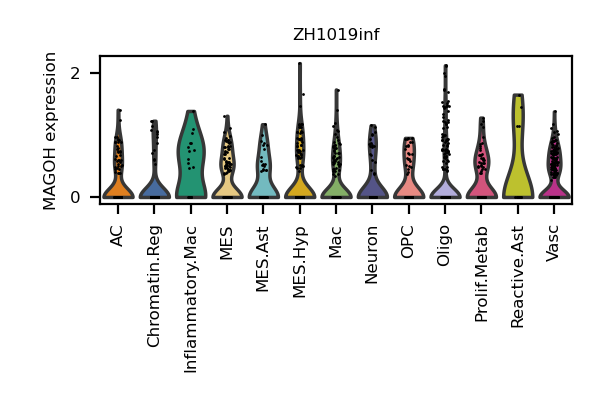 ZH1019inf
MAGOH expression
2
0
AC
Chromatin.Reg
Inflammatory.Mac
MES
MES.Ast
MES.Hyp
Mac
Neuron
OPC
Oligo
Prolif.Metab
Reactive.Ast
Vasc